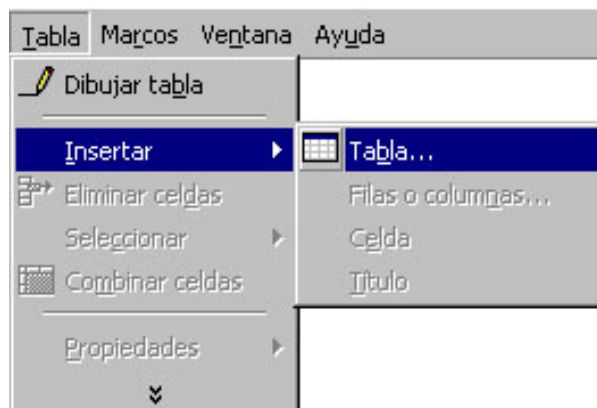 Tabla Marcos Ventana Ayuda
Dibujar tabla
Insertar
Eliminar celdas
Seleccionar
Combinar celdas
Propiedades
Tabla...
Filas o columnas...
Celda
Título